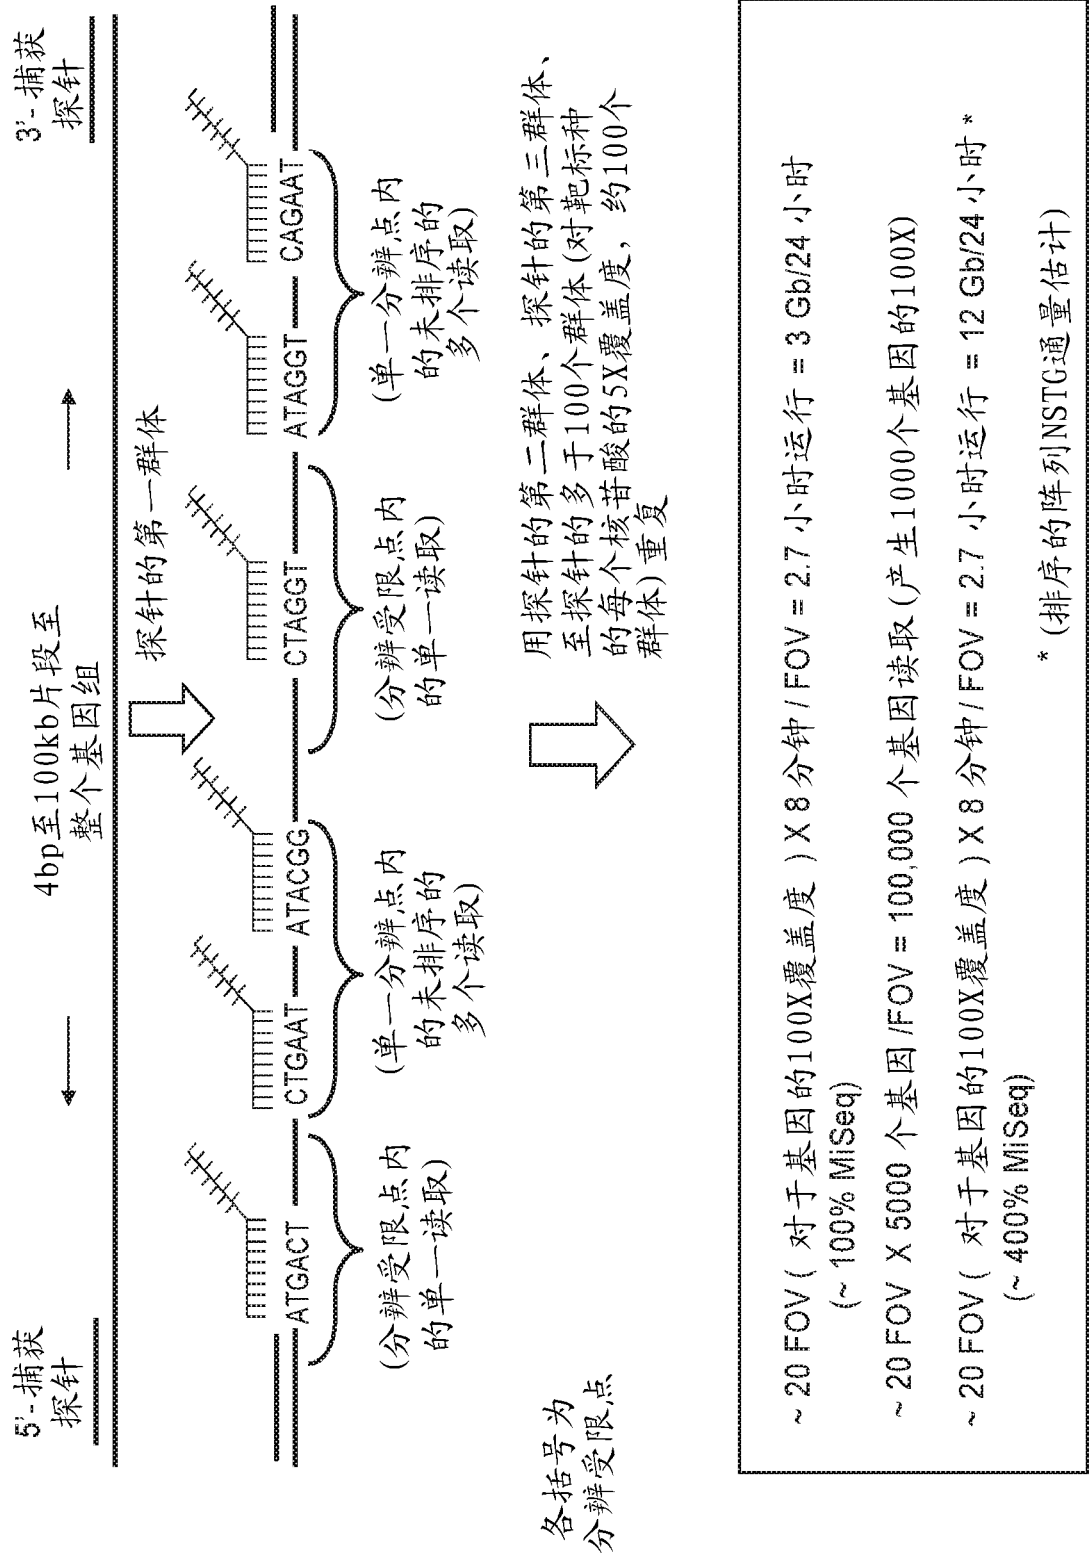 5'-捕获
探针
4bp至100kb片段至
整个基因组
3'-捕获
探针
探针的第一群体
ATGACT
CTGAAT
ATACGG
CTAGGT
ATAGGT
CAGAAT
(分辨受限点内
的单一读取)
(单一分辨点内
的未排序的
多个读取)
(分辨受限点内
的单一读取)
(单一分辨点内
的未排序的
多个读取)
各括号为
分辨受限点
用探针的第二群体、探针的第三群体、
至探针的多于100个群体(对靶标种
的每个核苷酸的5X覆盖度，约100个
群体)重复
~ 20 FOV ( 对于基因的100X覆盖度 ) X 8 分钟 / FOV = 2.7 小时运行 = 3 Gb/24 小时
(~ 100% MiSeq)
~ 20 FOV X 5000 个基因 /FOV = 100,000 个基因读取 (产生1000个基因的100X)
~ 20 FOV ( 对于基因的100X覆盖度 ) X 8 分钟 / FOV = 2.7 小时运行 = 12 Gb/24 小时 *
(~ 400% MiSeq)
* (排序的阵列NSTG通量估计)